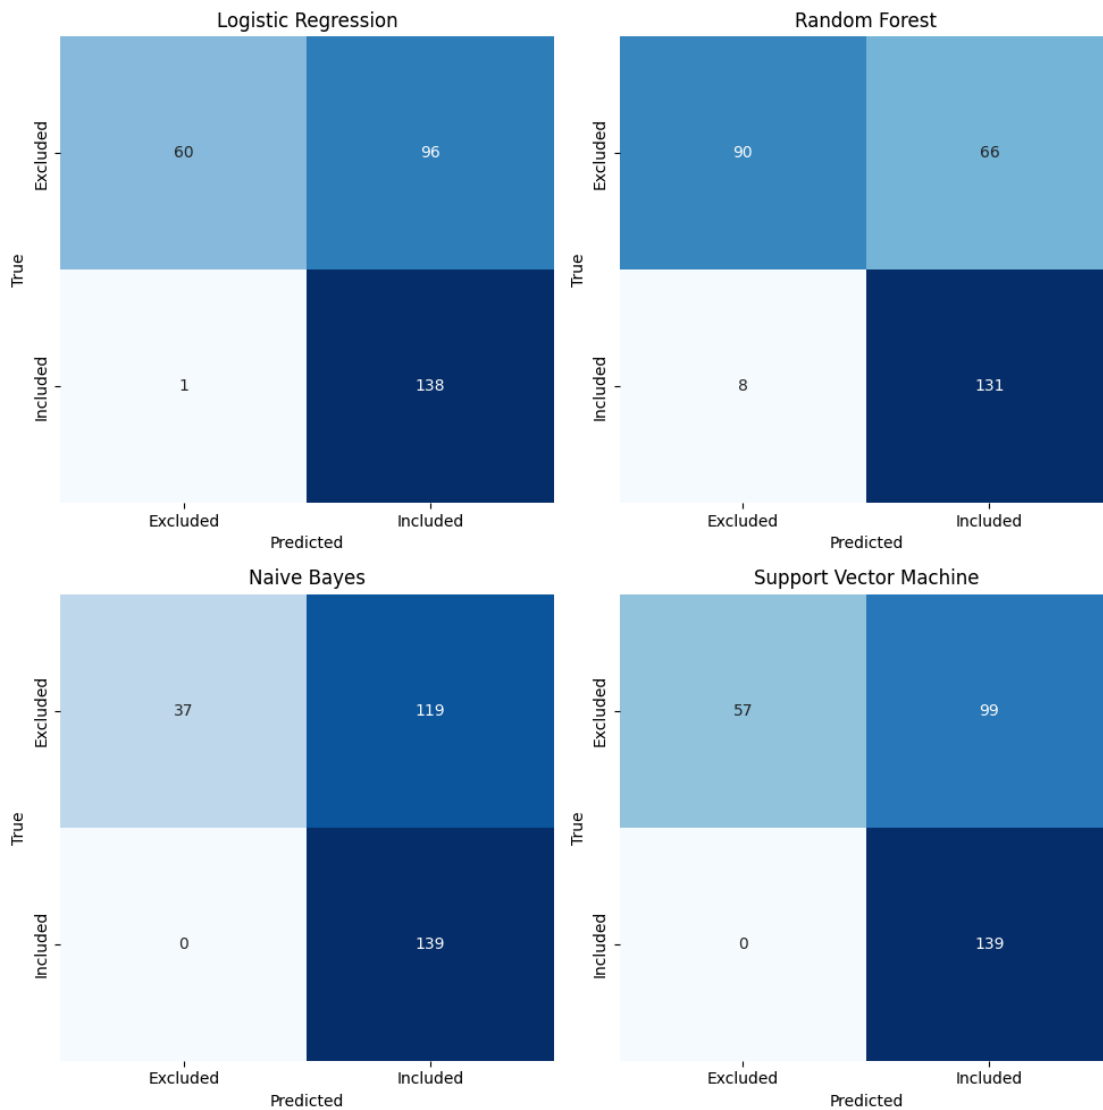 Logistic Regression
Excluded
Included
True
60
96
1
138
Excluded
Included
Predicted
Random Forest
Excluded
Included
True
90
66
8
131
Excluded
Included
Predicted
Naive Bayes
Excluded
Included
True
37
119
0
139
Excluded
Included
Predicted
Support Vector Machine
Excluded
Included
True
57
99
0
139
Excluded
Included
Predicted